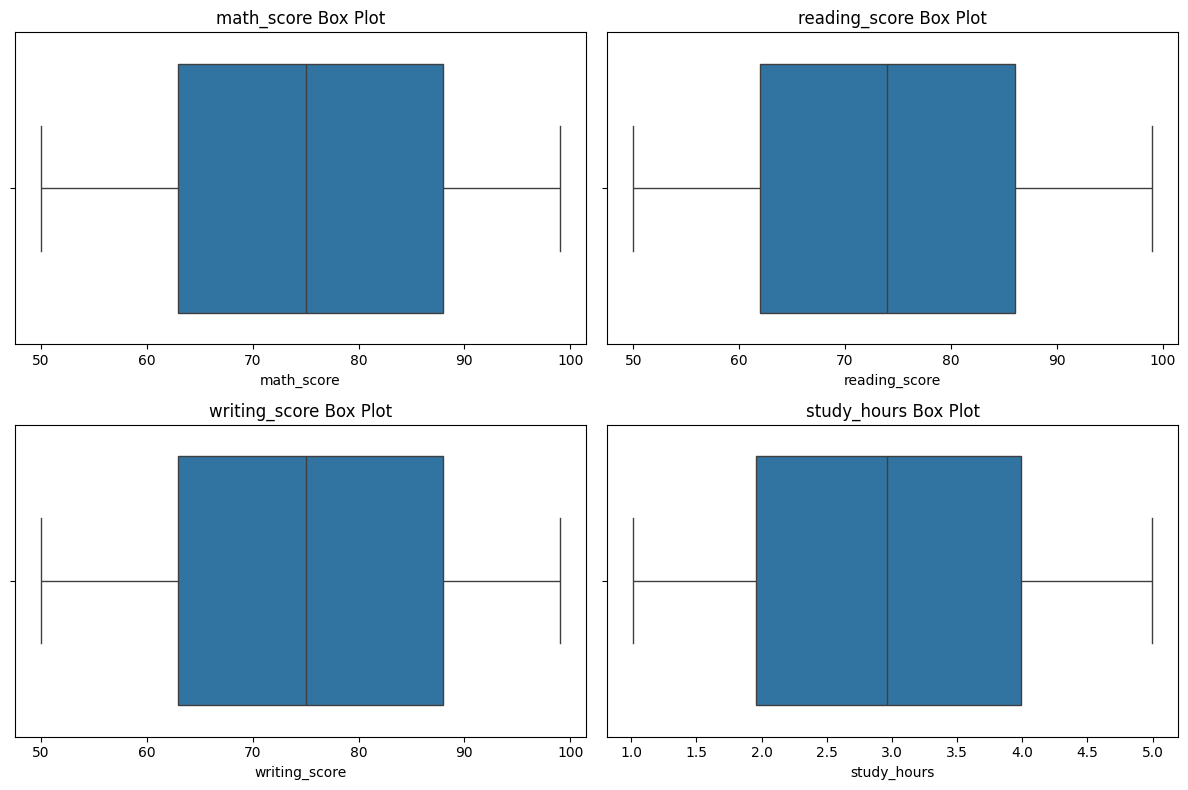 math_score Box Plot
50 60 70 80 90 100
math_score
reading_score Box Plot
50 60 70 80 90 100
reading_score
writing_score Box Plot
50 60 70 80 90 100
writing_score
study_hours Box Plot
1.0 1.5 2.0 2.5 3.0 3.5 4.0 4.5 5.0
study_hours